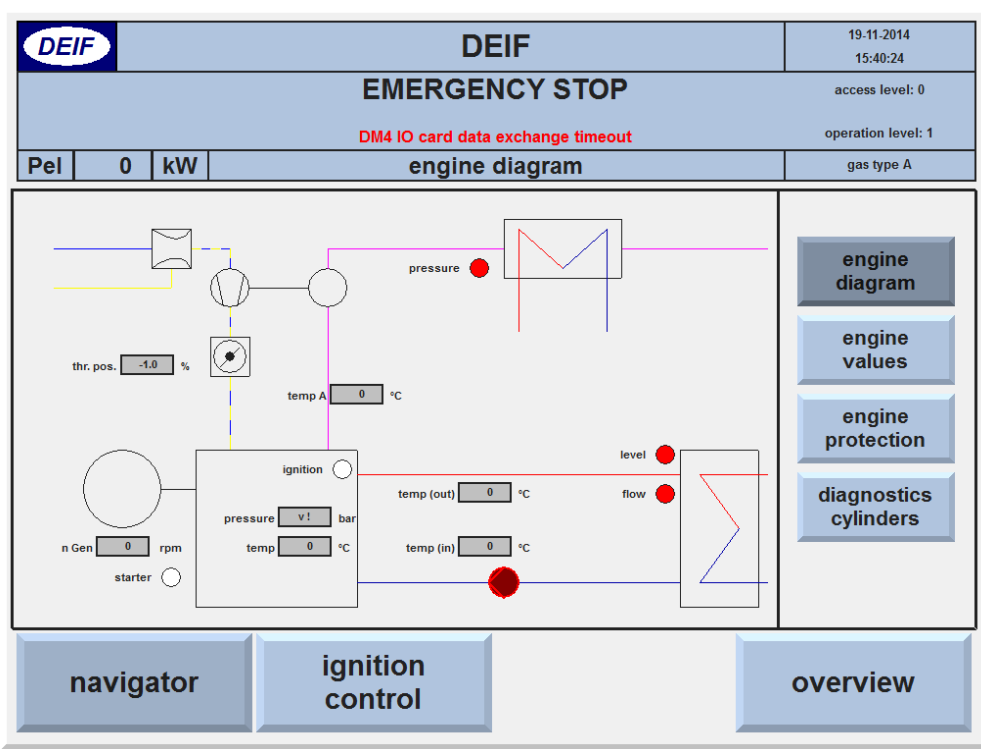 DEIF
DEIF
19-11-2014
15:40:24
EMERGENCY STOP
access level: 0
DM4 IO card data exchange timeout
operation level: 1
Pel 0 kW
engine diagram
gas type A
pressure
thr. pos. -1.0 %
temp A 0 °C
ignition
pressure v ! bar
temp 0 °C
n Gen 0 rpm
starter
level
flow
temp (out) 0 °C
temp (in) 0 °C
engine
diagram
engine
values
engine
protection
diagnostics
cylinders
navigator
ignition
control
overview